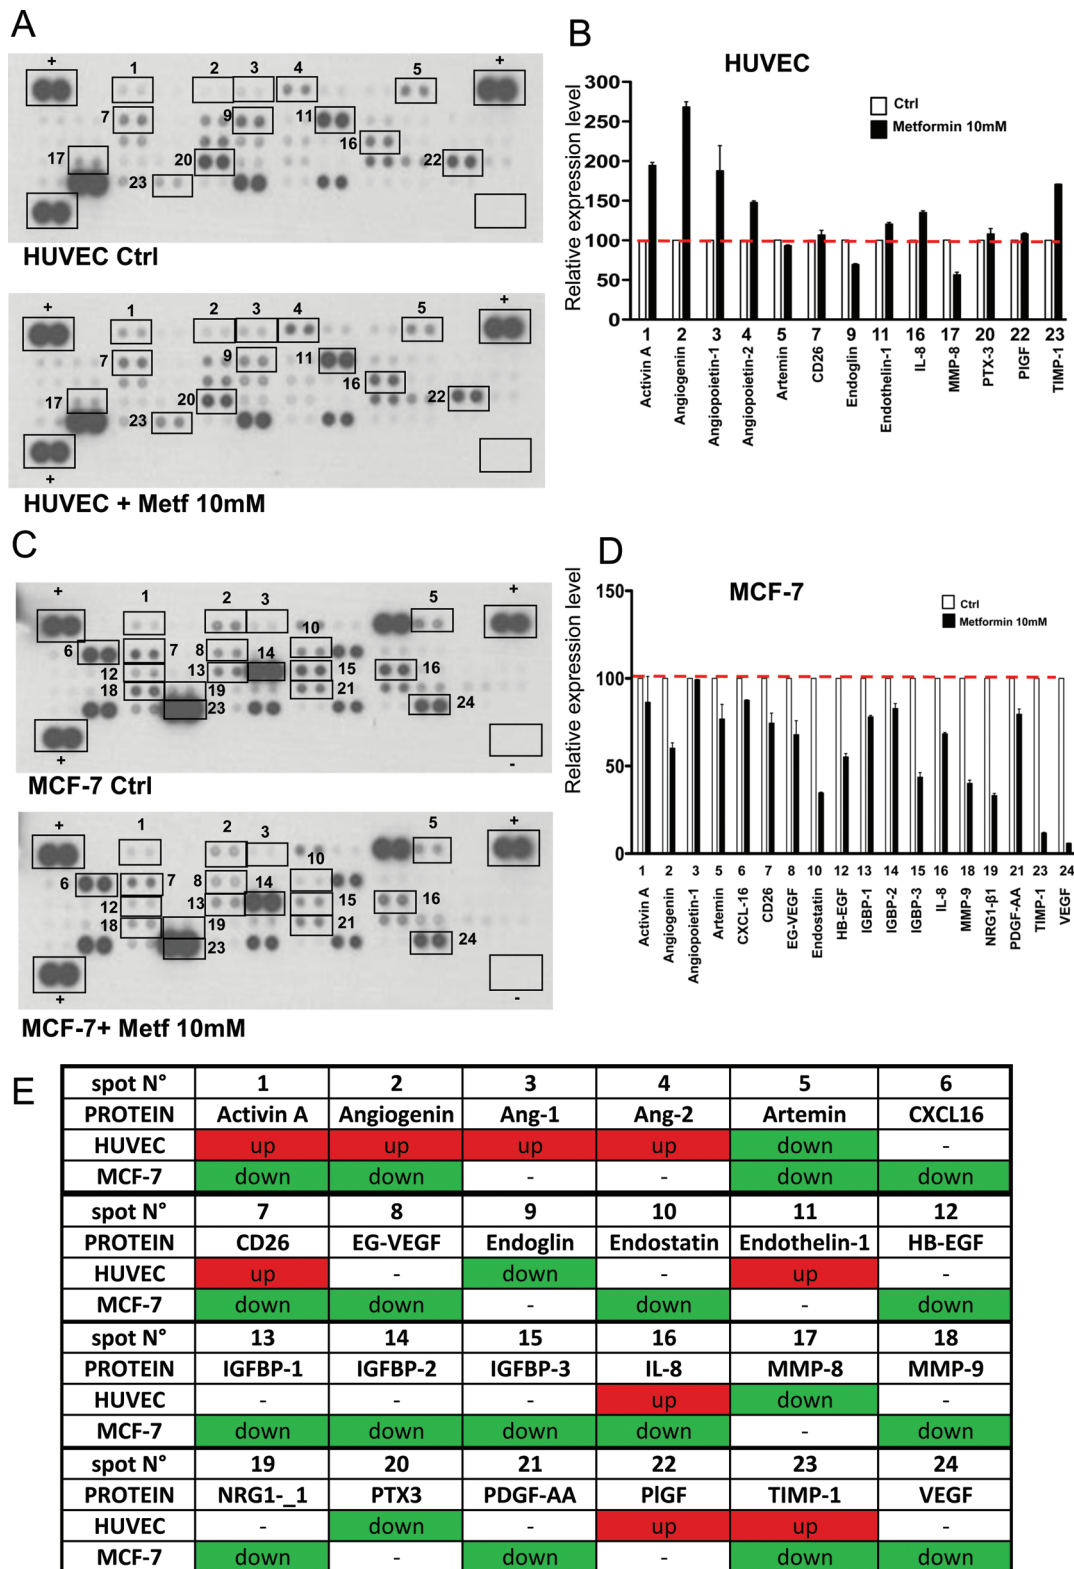 A
+ 1 2 3 4 5 +
7 9 11
16
17 20 22
23
HUVEC Ctrl
+ 1 2 3 4 5 +
7 9 11
16
17 20 22
23
+
HUVEC + Metf 10mM
B
HUVEC
Ctrl
Metformin 10mM
Relative expression level
300
250
200
150
100
50
0
1 2 3 4 5 7 9 11 16 17 20 22 23
Activin A
Angiogenin
Angiopoietin-1
Angiopoietin-2
Artemin
CD26
Endoglin
Endothelin-1
IL-8
MMP-8
PTX-3
PIGF
TIMP-1
C
+ 1 2 3 5 +
6 7 8 10
12 13 14 15 16
18 19 21
23 24
+ -
MCF-7 Ctrl
+ 1 2 3 5 +
6 7 8 10
12 13 14 15 16
18 19 21
23 24
+ -
MCF-7+ Metf 10mM
D
MCF-7
Ctrl
Metformin 10mM
Relative expression level
150
100
50
0
1 2 3 5 6 7 8 10 12 13 14 15 16 18 19 21 23 24
Activin A
Angiogenin
Angiopoietin-1
Artemin
CXCL-16
CD26
EG-VEGF
Endostatin
HB-EGF
IGBP-1
IGBP-2
IGBP-3
IL-8
MMP-9
NRG1-β1
PDGF-AA
TIMP-1
VEGF
E
spot N° 1 2 3 4 5 6
PROTEIN Activin A Angiogenin Ang-1 Ang-2 Artemin CXCL16
HUVEC up up up up down -
MCF-7 down down - - down down
spot N° 7 8 9 10 11 12
PROTEIN CD26 EG-VEGF Endoglin Endostatin Endothelin-1 HB-EGF
HUVEC up - down - up -
MCF-7 down down - down - down
spot N° 13 14 15 16 17 18
PROTEIN IGFBP-1 IGFBP-2 IGFBP-3 IL-8 MMP-8 MMP-9
HUVEC - - - up down -
MCF-7 down down down down - down
spot N° 19 20 21 22 23 24
PROTEIN NRG1-_1 PTX3 PDGF-AA PlGF TIMP-1 VEGF
HUVEC - down - up up -
MCF-7 down - down - down down